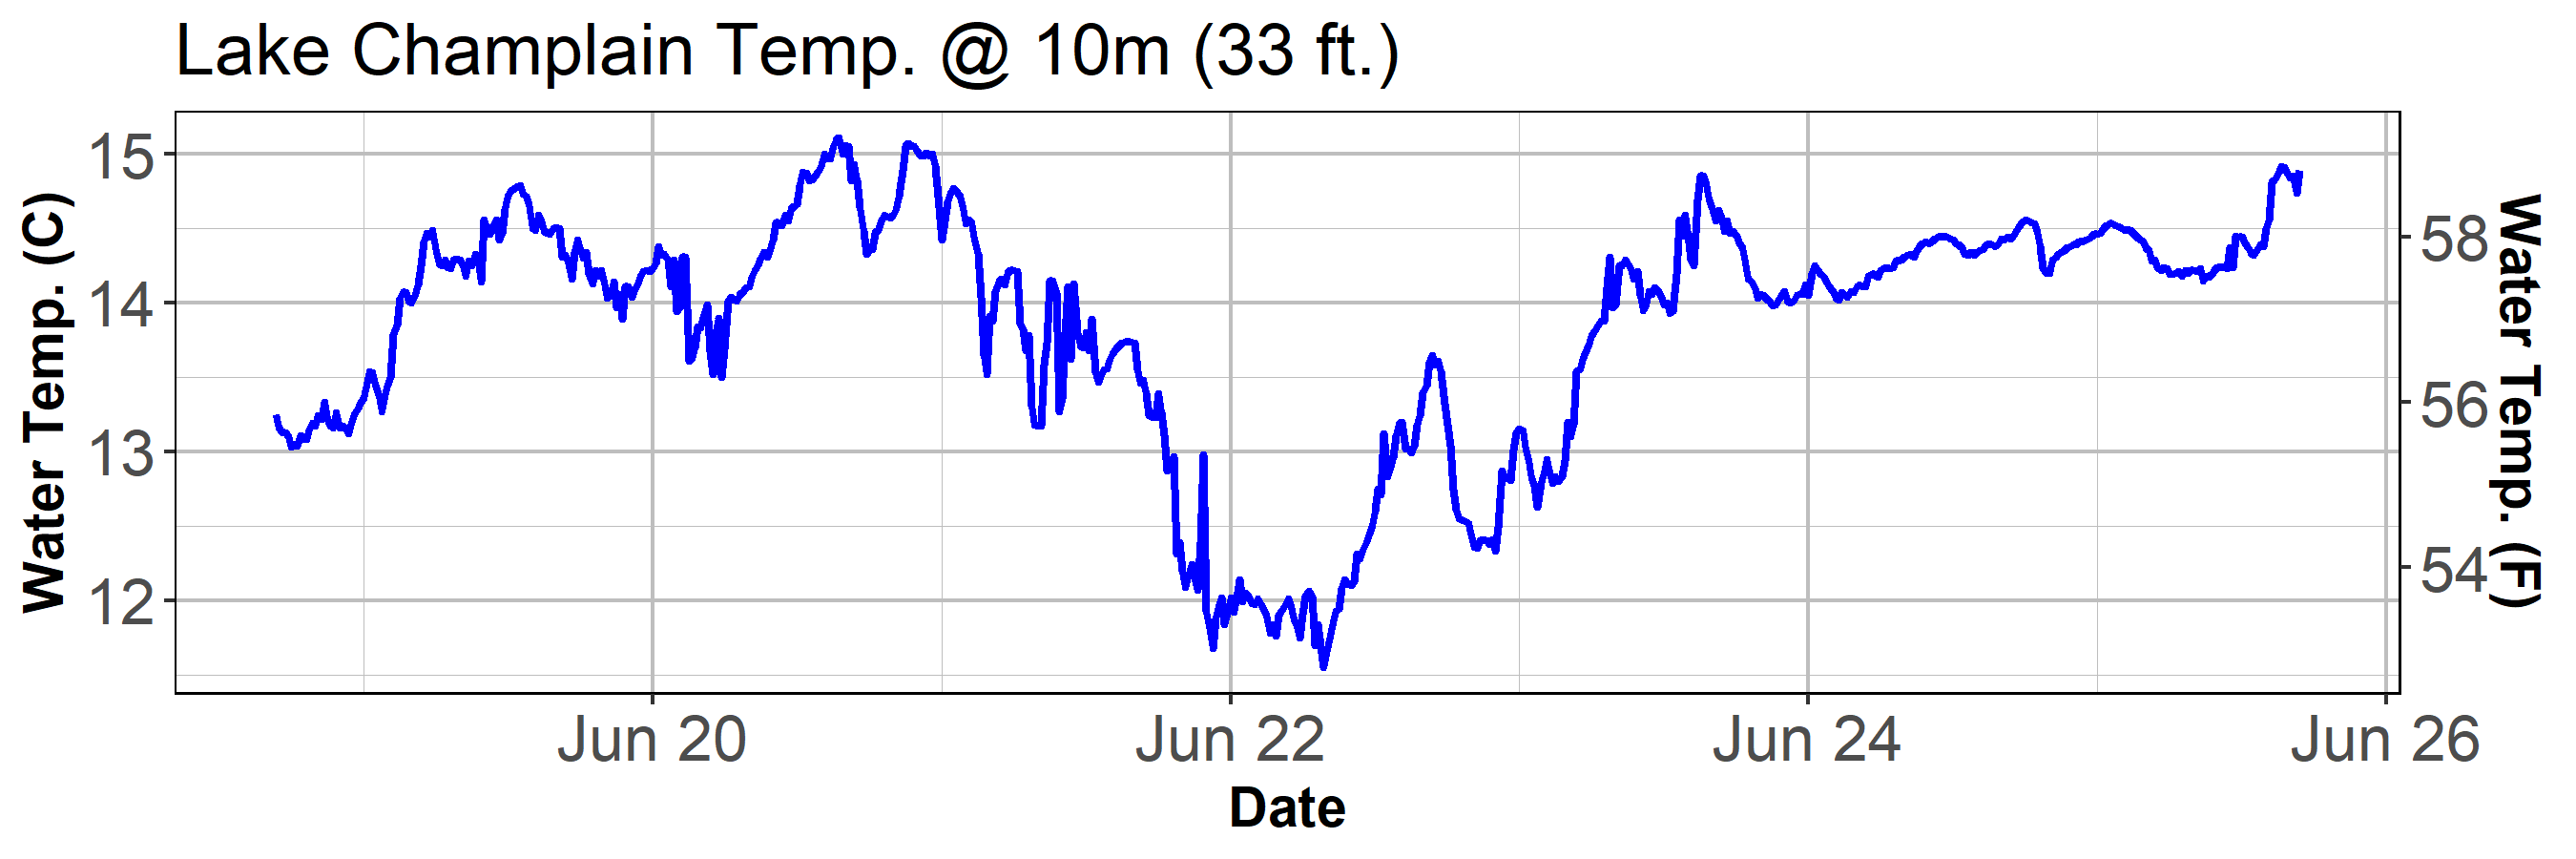 Lake Champlain Temp. @ 10m (33 ft.)
Water Temp. (C)
15
14
13
12
58
56
54
Water Temp. (F)
Jun 20
Jun 22
Jun 24
Jun 26
Date